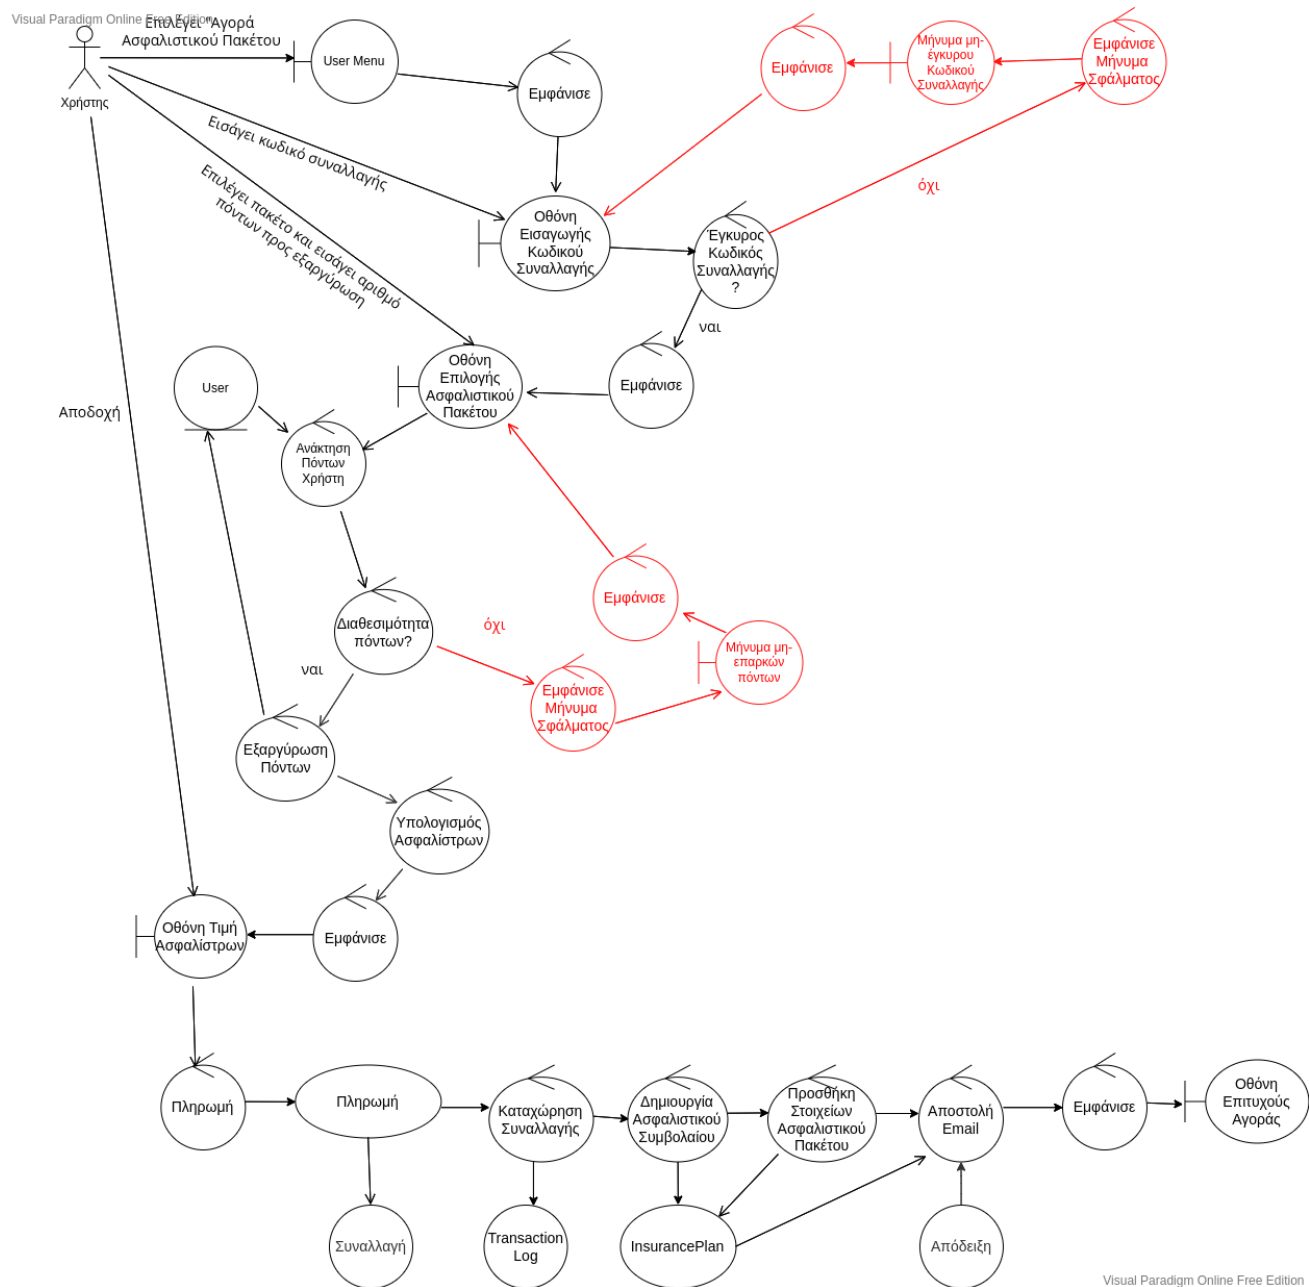 Visual Paradigm Online Free Edition
Επιλέγει "Αγορά
Ασφαλιστικού Πακέτου
Χρήστης
User Menu
Εμφάνισε
Εμφάνισε
Μήνυμα μη-
έγκυρου
Κωδικού
Συναλλαγής
Εμφάνισε
Μήνυμα
Σφάλματος
Εισάγει κωδικό συναλλαγής
Επιλέγει πακέτο και εισάγει αριθμό
πόντων προς εξαργύρωση
όχι
Οθόνη
Εισαγωγής
Κωδικού
Συναλλαγής
Έγκυρος
Κωδικός
Συναλλαγής
?
ναι
User
Οθόνη
Επιλογής
Ασφαλιστικού
Πακέτου
Εμφάνισε
Αποδοχή
Ανάκτηση
Πόντων
Χρήστη
Εμφάνισε
Διαθεσιμότητα
πόντων?
όχι
Μήνυμα μη-
επαρκών
πόντων
ναι
Εμφάνισε
Μήνυμα
Σφάλματος
Εξαργύρωση
Πόντων
Υπολογισμός
Ασφαλίστρων
Οθόνη Τιμή
Ασφαλίστρων
Εμφάνισε
Πληρωμή
Πληρωμή
Καταχώρηση
Συναλλαγής
Δημιουργία
Ασφαλιστικού
Συμβολαίου
Προσθήκη
Στοιχείων
Ασφαλιστικού
Πακέτου
Αποστολή
Email
Εμφάνισε
Οθόνη
Επιτυχούς
Αγοράς
Συναλλαγή
Transaction
Log
InsurancePlan
Απόδειξη
Visual Paradigm Online Free Edition